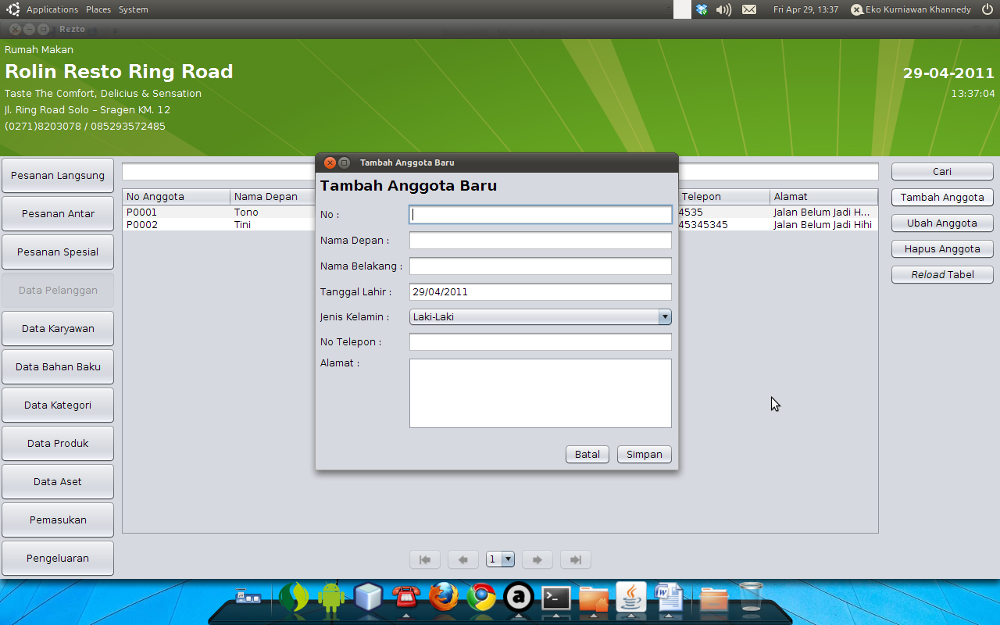 Applications Places System
Fri Apr 29, 13:37
Eko Kurniawan Khannedy
Rezto
Rumah Makan
Rolin Resto Ring Road
Taste The Comfort, Delicius & Sensation
Jl. Ring Road Solo – Sragen KM. 12
(0271)8203078 / 085293572485
29-04-2011
13:37:04
Pesanan Langsung
Pesanan Antar
Pesanan Spesial
Data Pelanggan
Data Karyawan
Data Bahan Baku
Data Kategori
Data Produk
Data Aset
Pemasukan
Pengeluaran
No Anggota Nama Depan Telepon Alamat
P0001 Tono 4535 Jalan Belum Jadi H...
P0002 Tini 45345345 Jalan Belum Jadi Hihi
Tambah Anggota Baru
Tambah Anggota Baru
No :
Nama Depan :
Nama Belakang :
Tanggal Lahir : 29/04/2011
Jenis Kelamin : Laki-Laki
No Telepon :
Alamat :
Batal Simpan
Cari
Tambah Anggota
Ubah Anggota
Hapus Anggota
Reload Tabel
1